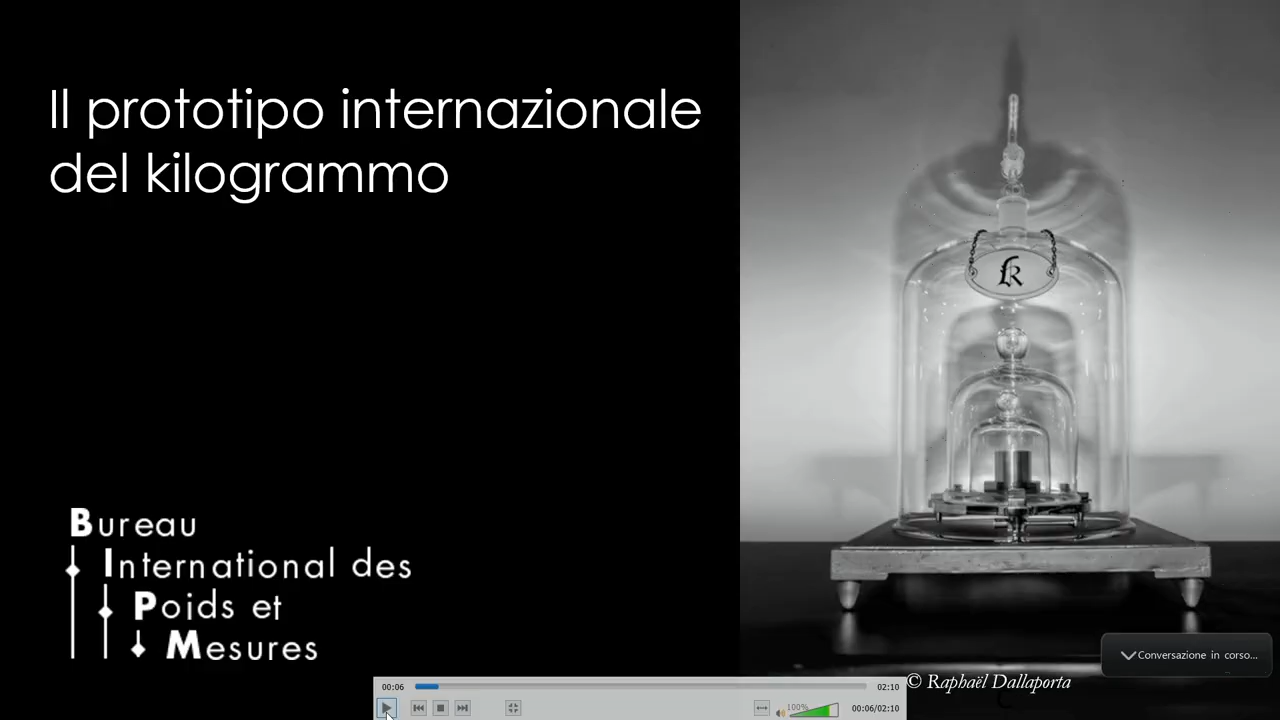 Il prototipo internazionale
del kilogrammo
k
Bureau
International des
Poids et
Mesures
Conversazione in corso...
© Raphaël Dallaporta
00:06
02:10
100%
00:06/02:10